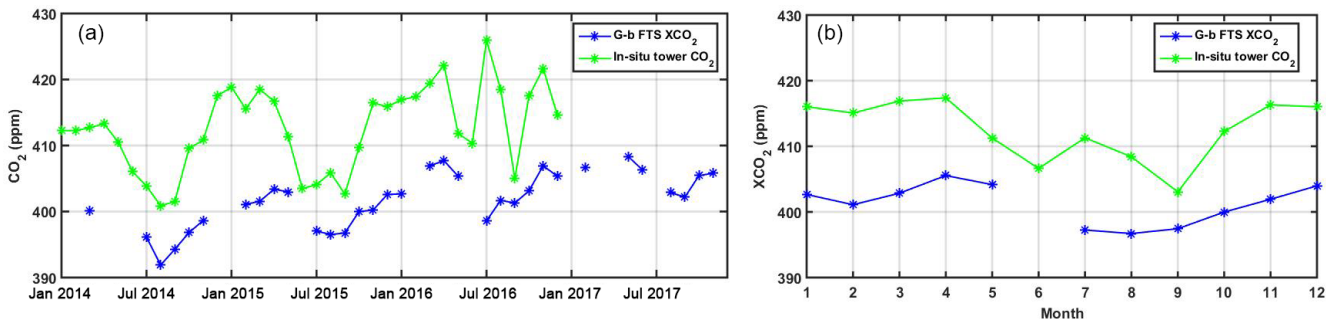 (a)
G-b FTS XCO2
In-situ tower CO2
CO2 (ppm)
430
420
410
400
390
Jan 2014
Jul 2014
Jan 2015
Jul 2015
Jan 2016
Jul 2016
Jan 2017
Jul 2017
(b)
G-b FTS XCO2
In-situ tower CO2
XCO2 (ppm)
430
420
410
400
390
1
2
3
4
5
6
7
8
9
10
11
12
Month